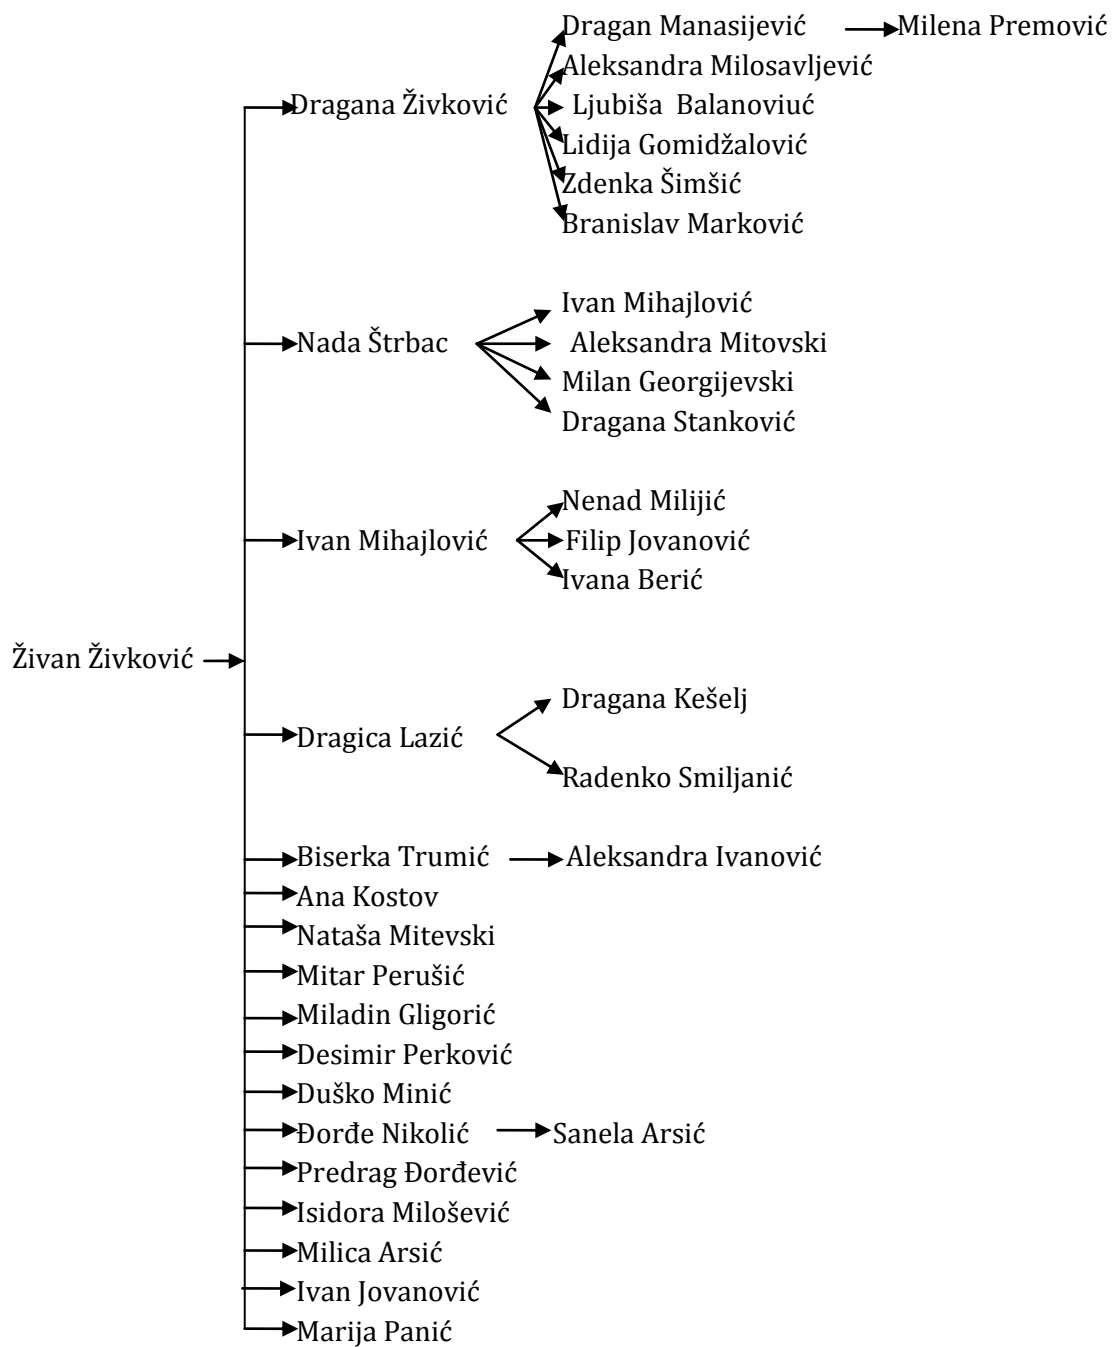 Dragan Manasijević Milena Premović
Aleksandra Milosavljević
Dragana Živković Ljubiša Balanoviuć
Lidija Gomidžalović
Zdenka Šimšić
Branislav Marković
Ivan Mihajlović
Nada Štrbac Aleksandra Mitovski
Milan Georgijevski
Dragana Stanković
Nenad Milijić
Ivan Mihajlović Filip Jovanović
Ivana Berić
Živan Živković
Dragana Kešelj
Dragica Lazić
Radenko Smiljanić
Biserka Trumić Aleksandra Ivanović
Ana Kostov
Nataša Mitevski
Mitar Perušić
Miladin Gligorić
Desimir Perković
Duško Minić
Đorđe Nikolić Sanela Arsić
Predrag Đorđević
Isidora Milošević
Milica Arsić
Ivan Jovanović
Marija Panić